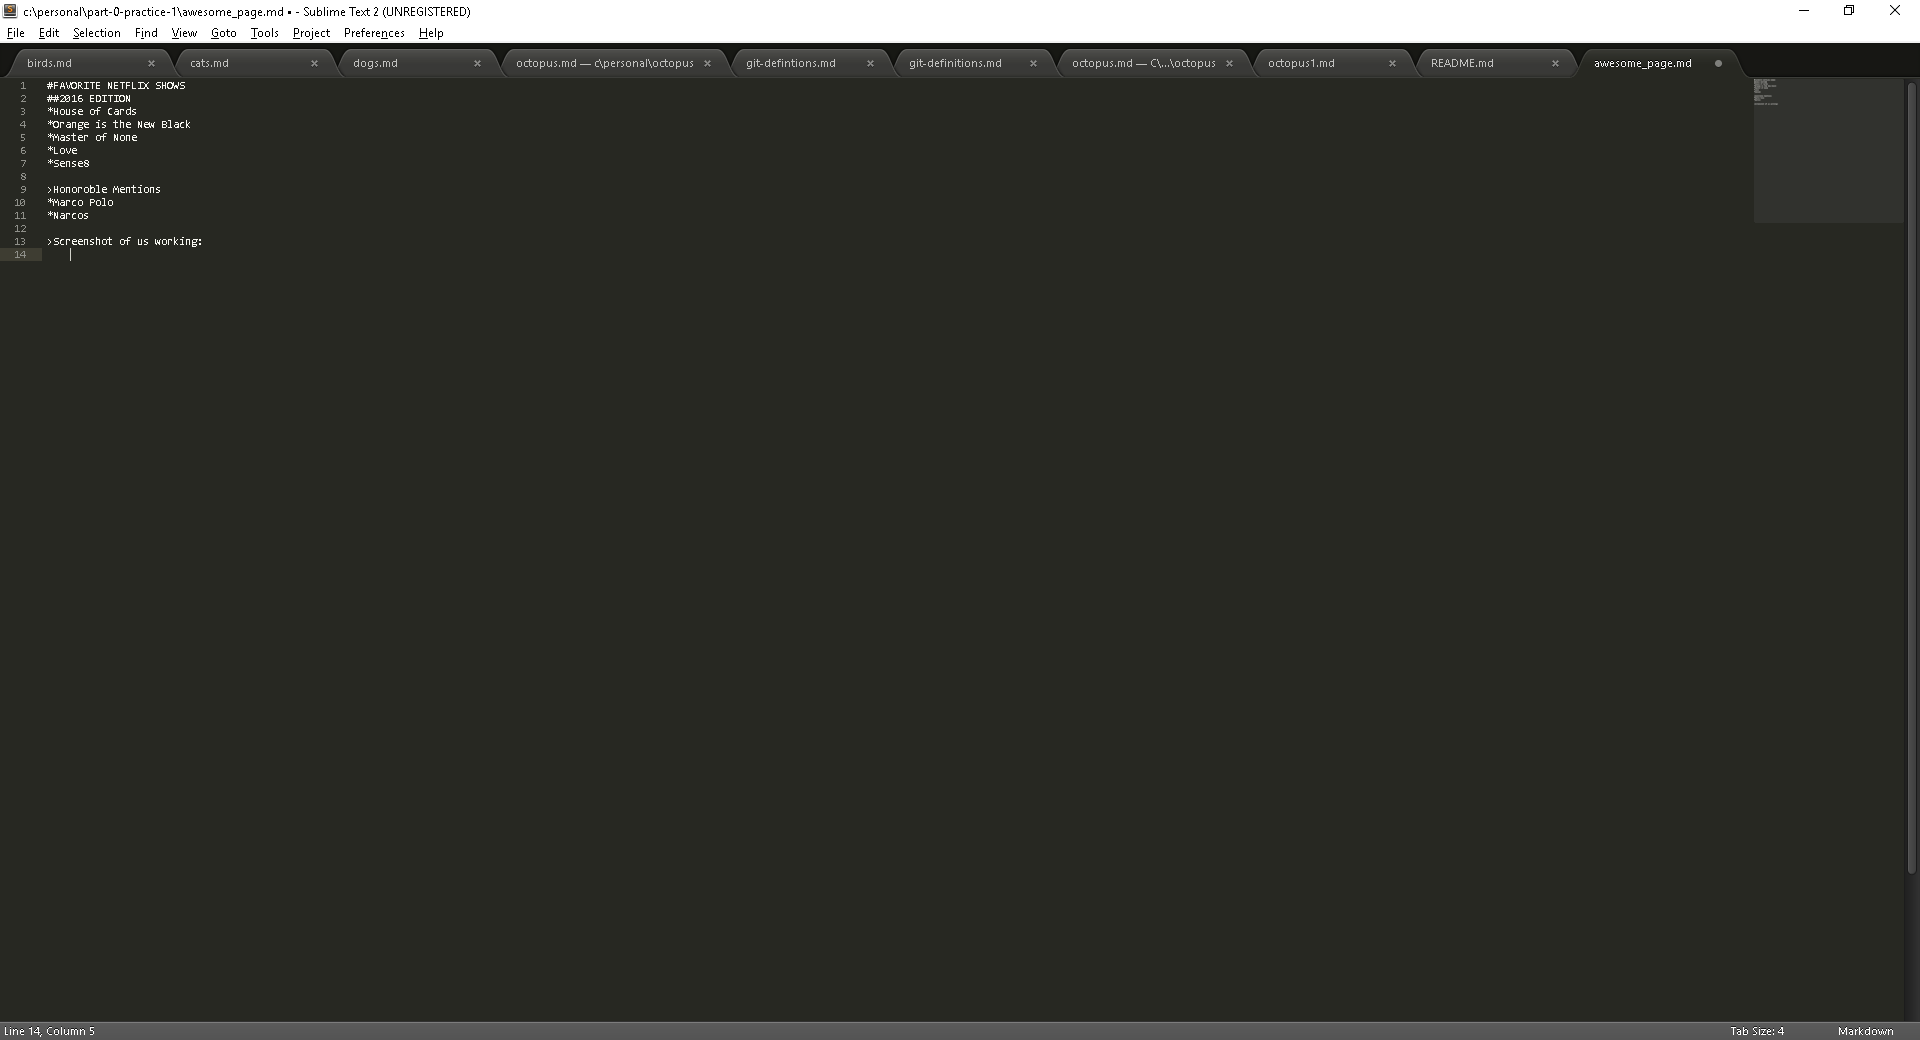 c:\personal\part-0-practice-1\awesome_page.md • - Sublime Text 2 (UNREGISTERED)
File Edit Selection Find View Goto Tools Project Preferences Help
birds.md cats.md dogs.md octopus.md — c\personal\octopus git-defintions.md git-definitions.md octopus.md — C\...\octopus octopus1.md README.md awesome_page.md
1 #FAVORITE NETFLIX SHOWS
2 ##2016 EDITION
3 *House of Cards
4 *Orange is the New Black
5 *Master of None
6 *Love
7 *Sense8
8
9 >Honoroble Mentions
10 *Marco Polo
11 *Narcos
12
13 >Screenshot of us working:
14
Line 14, Column 5 Tab Size: 4 Markdown